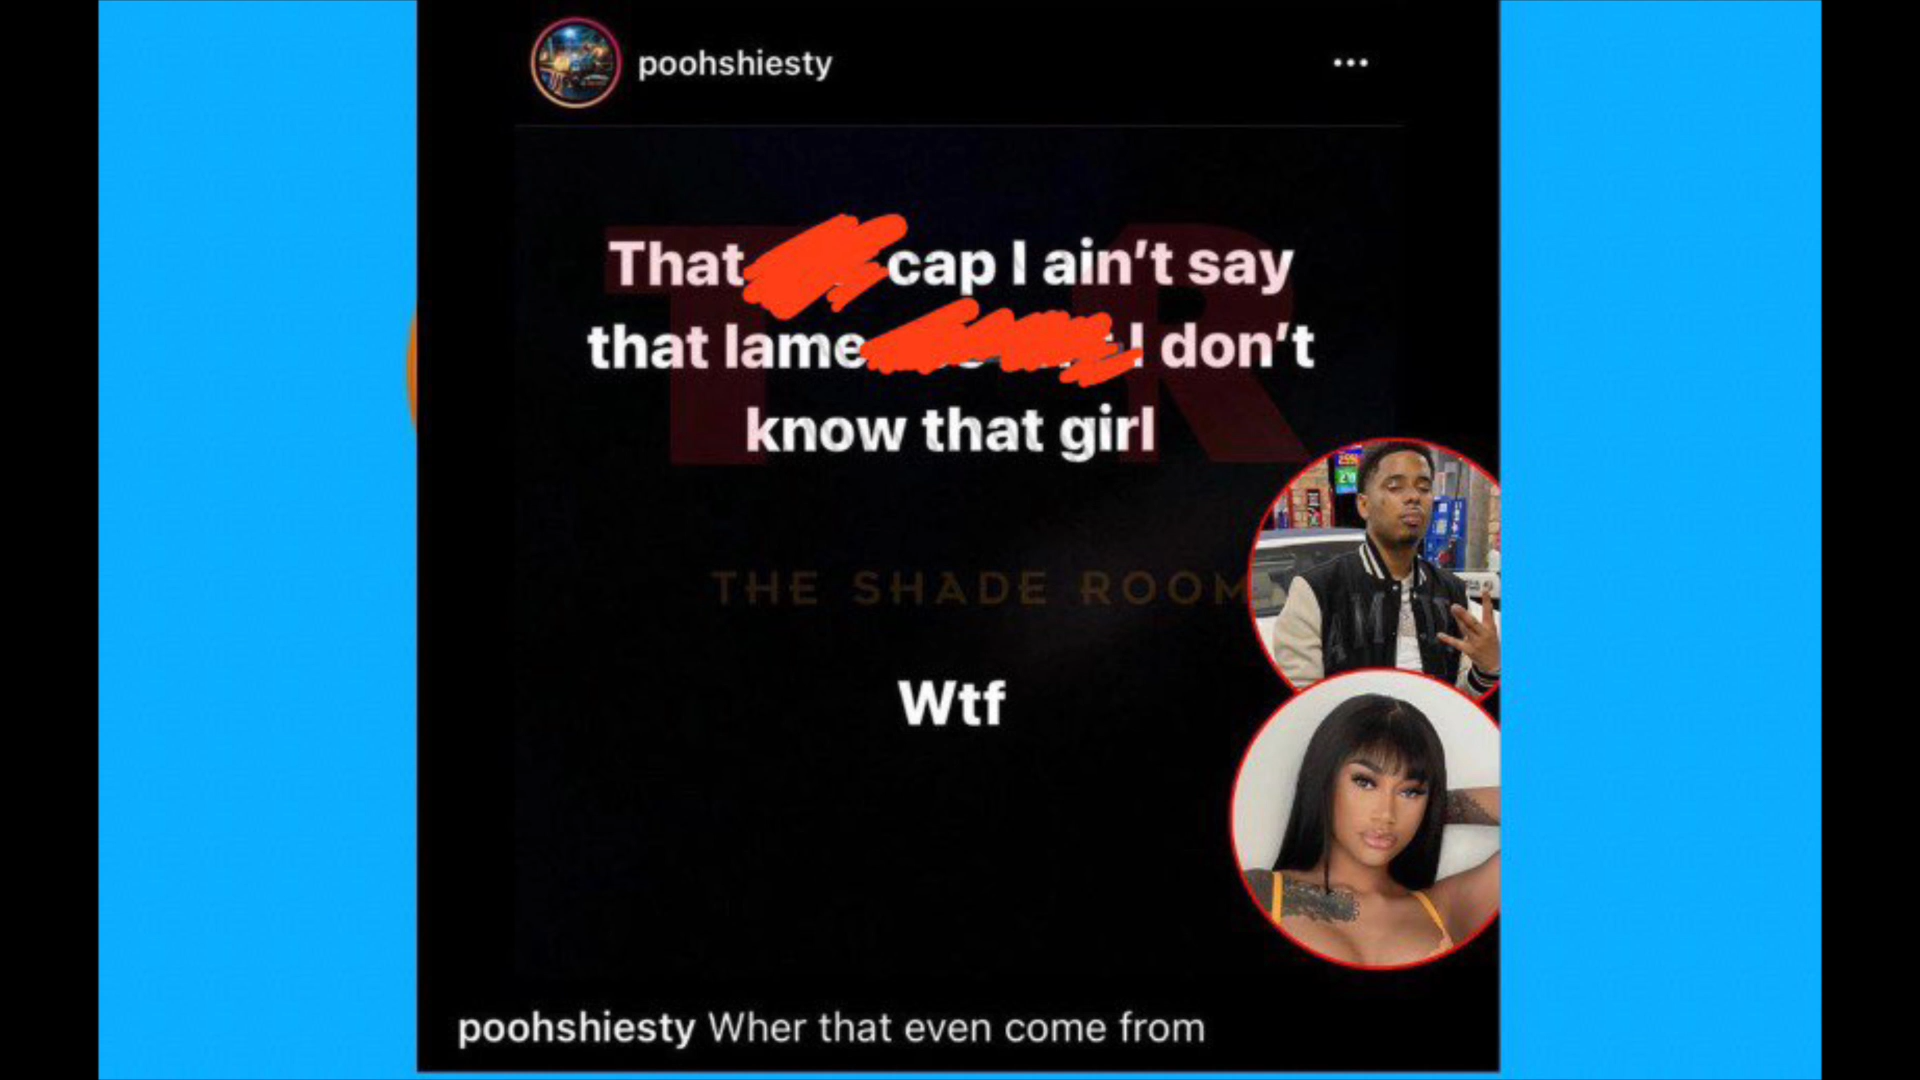 poohshiesty
That cap I ain't say
that lame I don't
know that girl
THE SHADE ROOM
Wtf
poohshiesty Wher that even come from